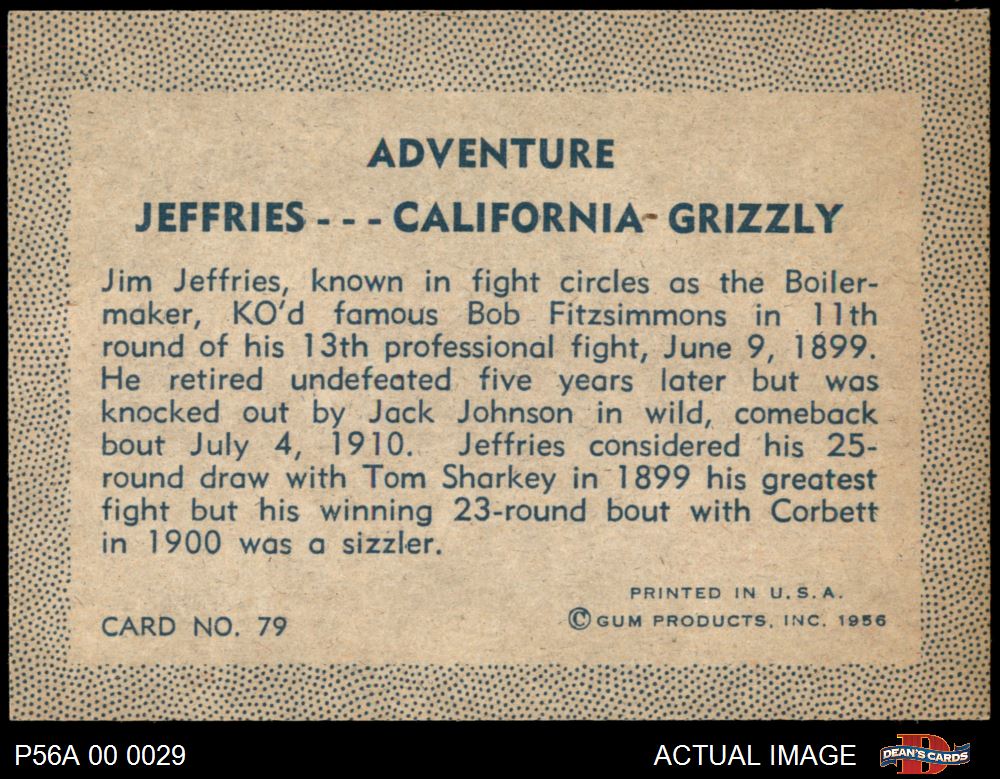 ADVENTURE
JEFFRIES - - - CALIFORNIA- GRIZZLY
Jim Jeffries, known in fight circles as the Boiler-
maker, KO'd famous Bob Fitzsimmons in 11th
round of his 13th professional fight, June 9, 1899.
He retired undefeated five years later but was
knocked out by Jack Johnson in wild, comeback
bout July 4, 1910. Jeffries considered his 25-
round draw with Tom Sharkey in 1899 his greatest
fight but his winning 23-round bout with Corbett
in 1900 was a sizzler.
PRINTED IN U. S. A.
CARD NO. 79
© GUM PRODUCTS, INC. 1956
P56A 00 0029
ACTUAL IMAGE
D
DEAN'S CARDS